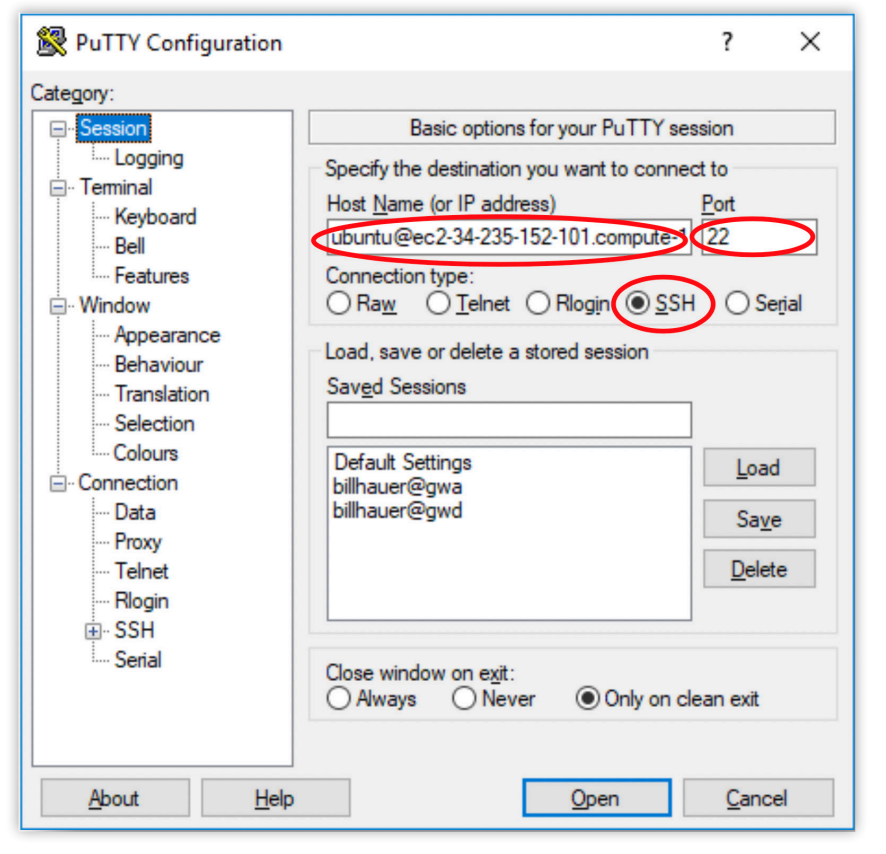 PuTTY Configuration
?
Category:
Session
Logging
Terminal
Keyboard
Bell
Features
Window
Appearance
Behaviour
Translation
Selection
Colours
Connection
Data
Proxy
Telnet
Rlogin
SSH
Serial
Basic options for your PuTTY session
Specify the destination you want to connect to
Host Name (or IP address) Port
ubuntu@ec2-34-235-152-101.compute-1 22
Connection type:
Raw Telnet Rlogin SSH Serial
Load, save or delete a stored session
Saved Sessions
Default Settings
billhauer@gwa
billhauer@gwd
Load
Save
Delete
Close window on exit:
Always Never Only on clean exit
About Help Open Cancel